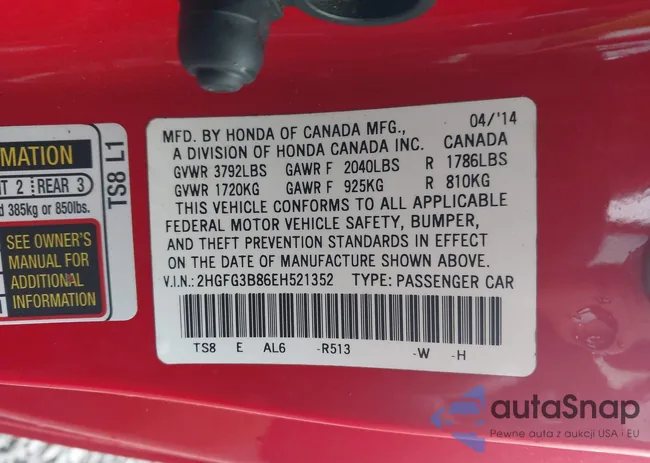 MATION
T 2 REAR 3
d 385kg or 850lbs.
SEE OWNER'S
MANUAL FOR
ADDITIONAL
INFORMATION
TS8 L1
04/'14
MFD. BY HONDA OF CANADA MFG.,
A DIVISION OF HONDA CANADA INC. CANADA
GVWR 3792LBS GAWR F 2040LBS R 1786LBS
GVWR 1720KG GAWR F 925KG R 810KG
THIS VEHICLE CONFORMS TO ALL APPLICABLE
FEDERAL MOTOR VEHICLE SAFETY, BUMPER,
AND THEFT PREVENTION STANDARDS IN EFFECT
ON THE DATE OF MANUFACTURE SHOWN ABOVE.
V.I.N.: 2HGFG3B86EH521352 TYPE: PASSENGER CAR
TS8 E AL6 -R513 -W -H
autaSnap
Pewne auta z aukcji USA i EU